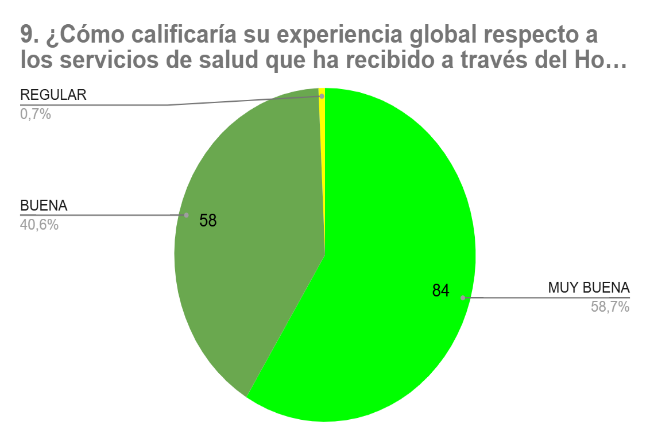 9. ¿Cómo calificaría su experiencia global respecto a
los servicios de salud que ha recibido a través del Ho…
REGULAR
0,7%
BUENA
40,6%
58
84
MUY BUENA
58,7%